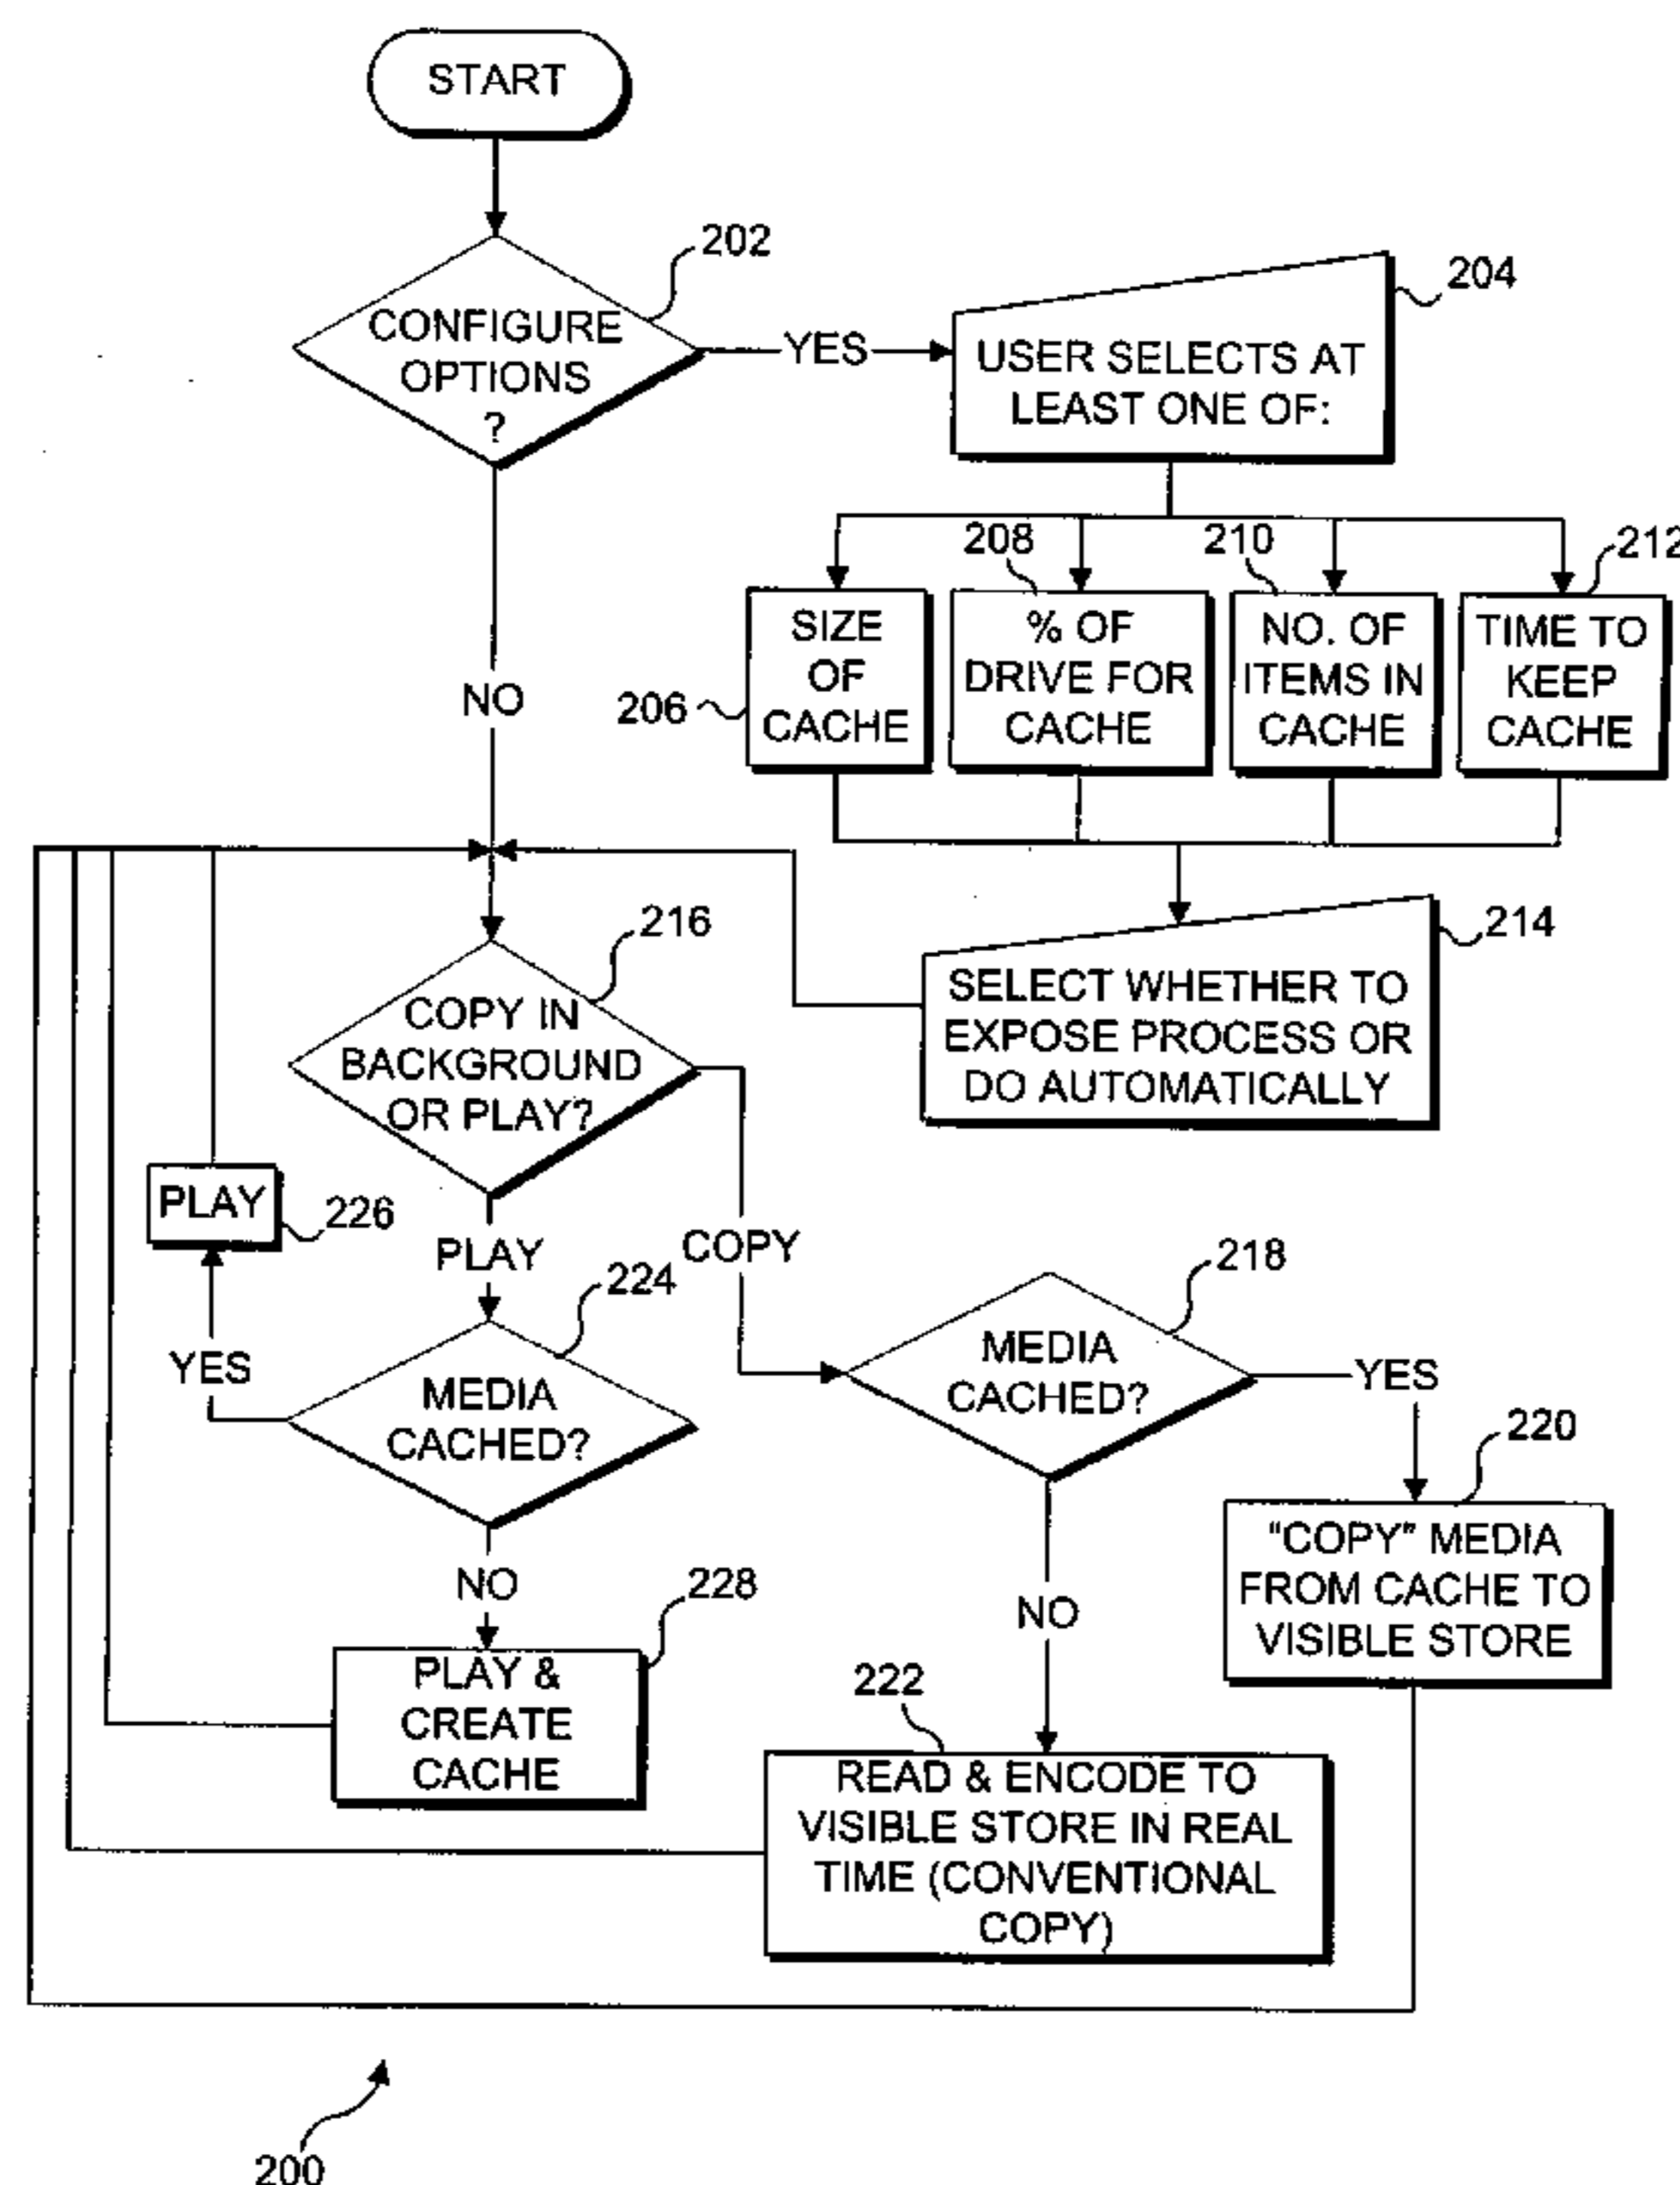 START
202
CONFIGURE
OPTIONS
?
YES
204
USER SELECTS AT
LEAST ONE OF:
NO
206
SIZE
OF
CACHE
208
% OF
DRIVE FOR
CACHE
210
NO. OF
ITEMS IN
CACHE
212
TIME TO
KEEP
CACHE
214
SELECT WHETHER TO
EXPOSE PROCESS OR
DO AUTOMATICALLY
216
COPY IN
BACKGROUND
OR PLAY?
PLAY
226
PLAY
COPY
224
MEDIA
CACHED?
YES
218
MEDIA
CACHED?
YES
220
“COPY” MEDIA
FROM CACHE TO
VISIBLE STORE
NO
228
PLAY &
CREATE
CACHE
NO
222
READ & ENCODE TO
VISIBLE STORE IN REAL
TIME (CONVENTIONAL
COPY)
200